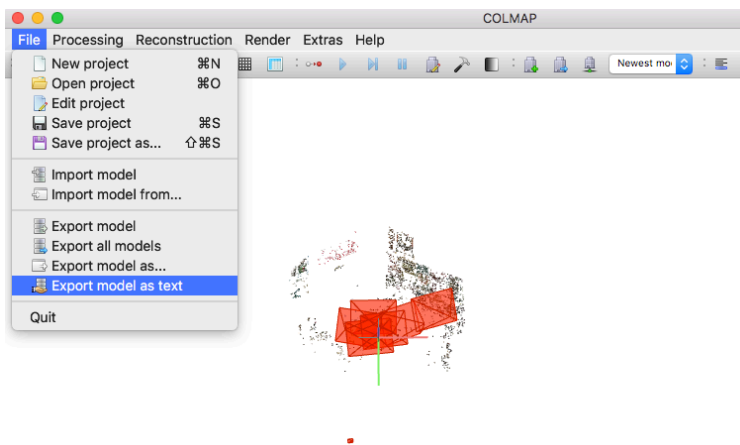 COLMAP
File Processing Reconstruction Render Extras Help
New project ⌘N
Open project ⌘O
Edit project
Save project ⌘S
Save project as... ⇧⌘S
Newest mo
Import model
Import model from...
Export model
Export all models
Export model as...
Export model as text
Quit